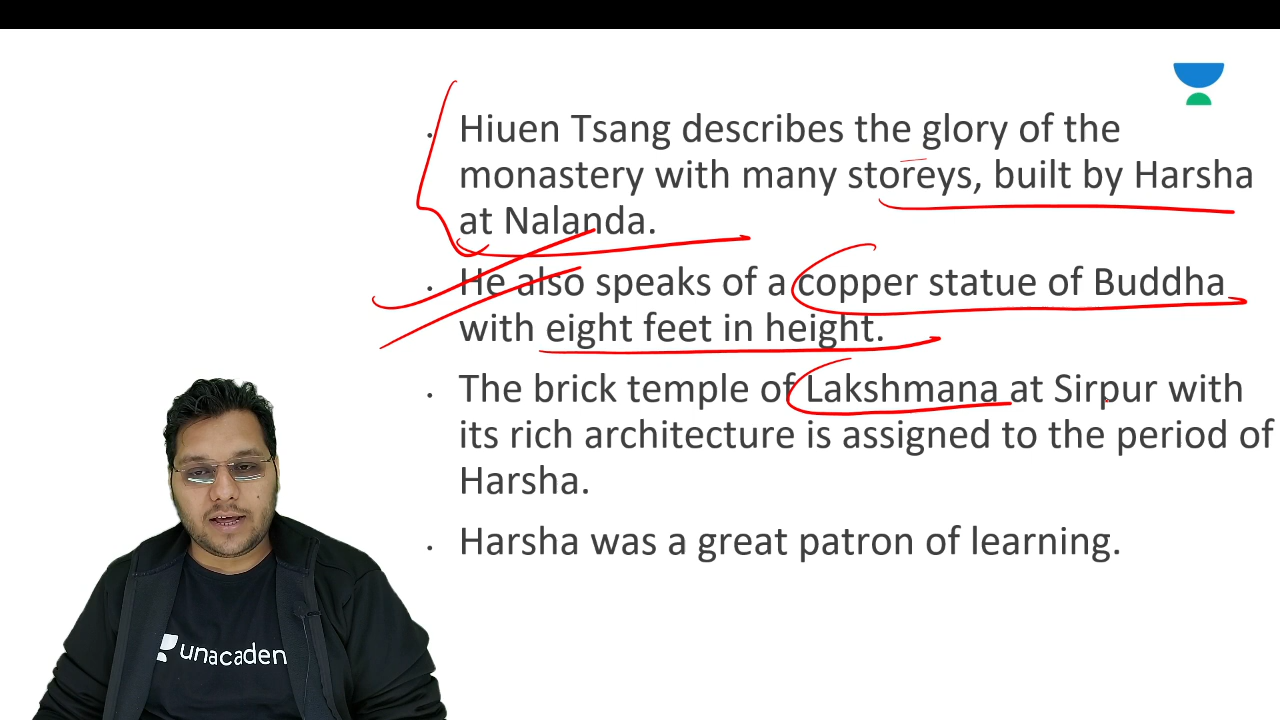 Hiuen Tsang describes the glory of the
monastery with many storeys, built by Harsha
at Nalanda.
He also speaks of a copper statue of Buddha
with eight feet in height.
The brick temple of Lakshmana at Sirpur with
its rich architecture is assigned to the period of
Harsha.
Harsha was a great patron of learning.
unacaden